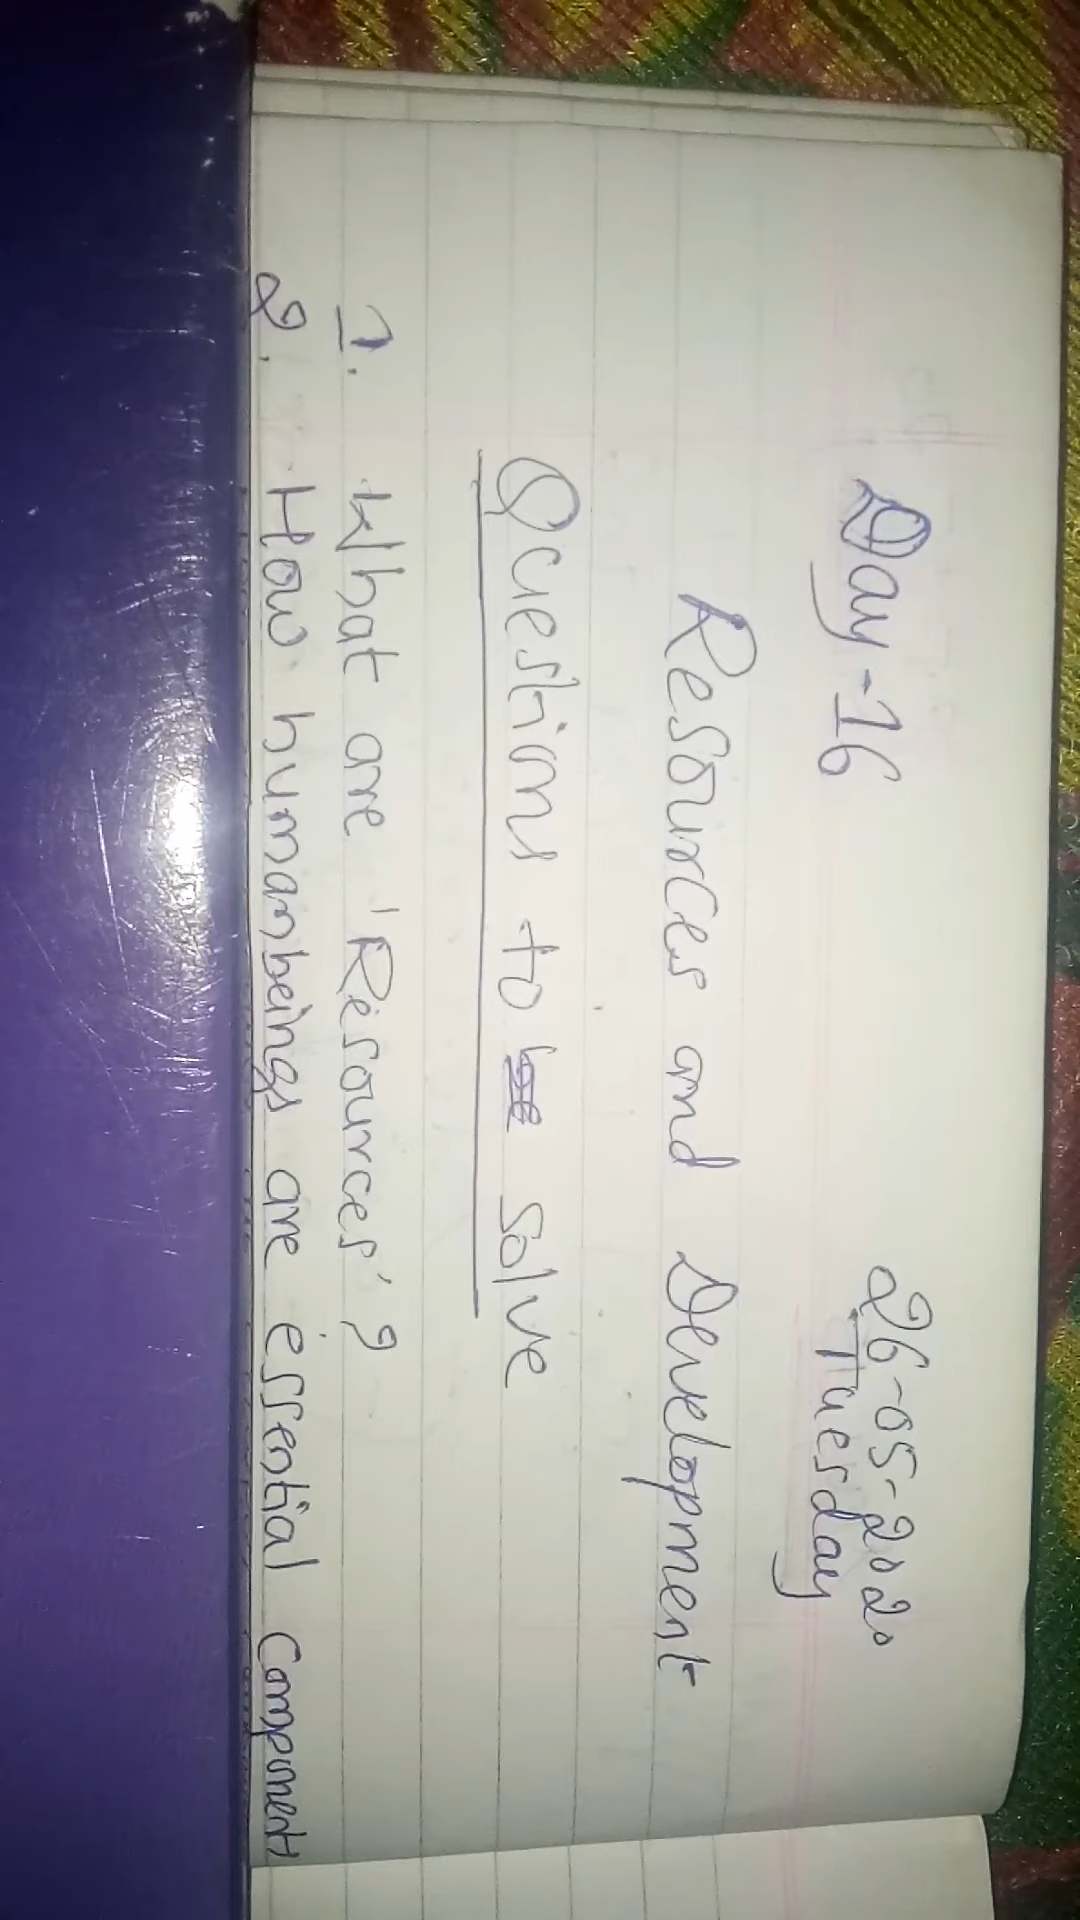 Day-16 26-05-2020
Tuesday
Resources and Development
Questions to solve
1. What are 'Resources'?
2. How humanbeings are essential component